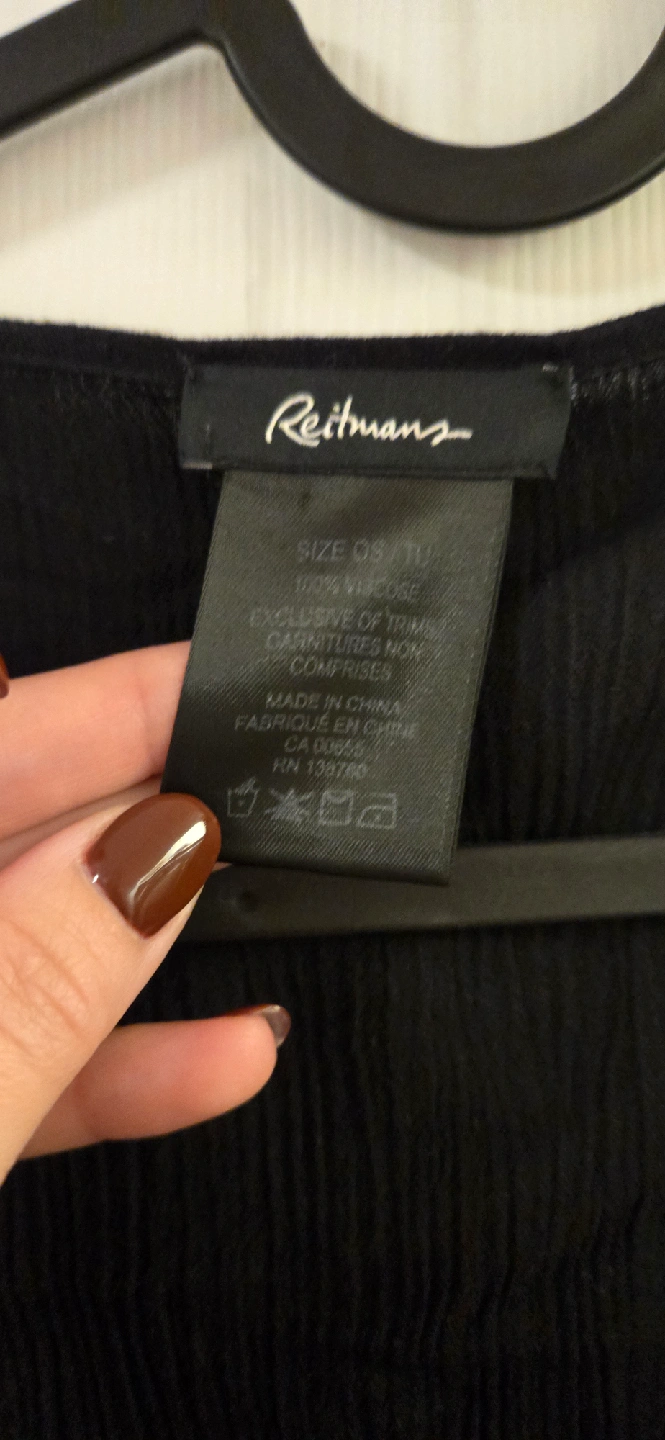 Reitmans
SIZE OS / TU
100% VISCOSE
EXCLUSIVE OF TRIMS
GARNITURES NON
COMPRISES
MADE IN CHINA
FABRIQUÉ EN CHINE
CA 00655
RN 138760